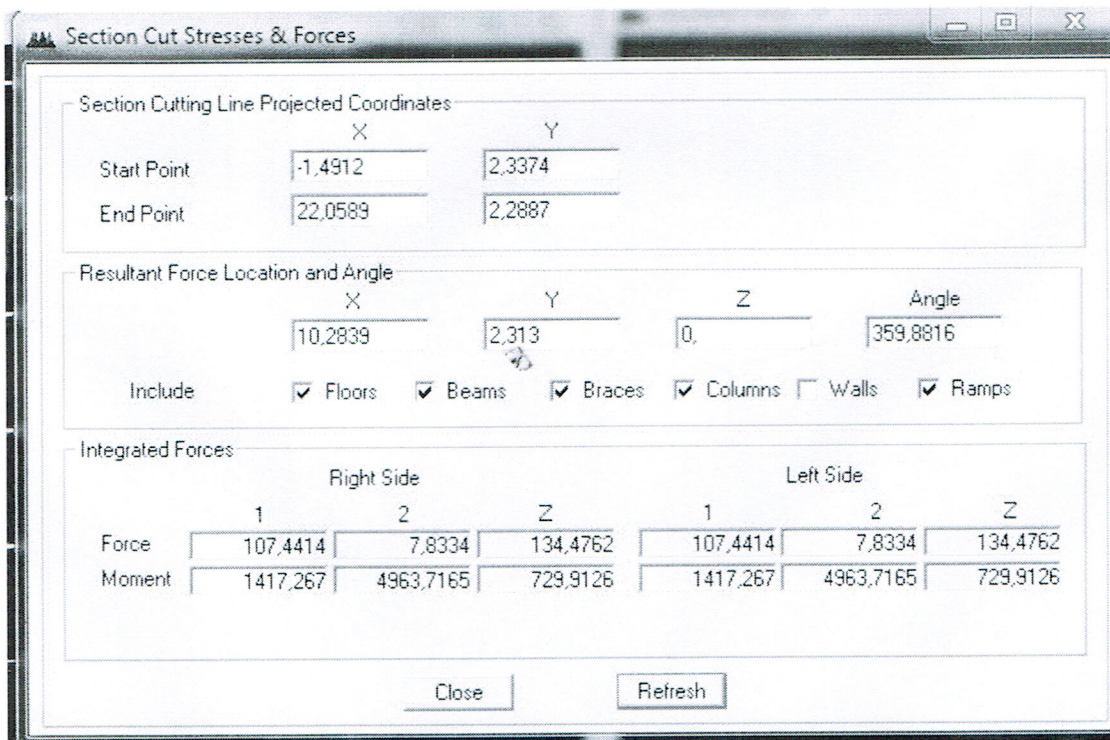 Section Cut Stresses & Forces
Section Cutting Line Projected Coordinates
X Y
Start Point -1,4912 2,3374
End Point 22,0589 2,2887
Resultant Force Location and Angle
X Y Z Angle
10,2839 2,313 0, 359,8816
Include Floors Beams Braces Columns Walls Ramps
Integrated Forces
Right Side Left Side
1 2 Z 1 2 Z
Force 107,4414 7,8334 134,4762 107,4414 7,8334 134,4762
Moment 1417,267 4963,7165 729,9126 1417,267 4963,7165 729,9126
Close Refresh